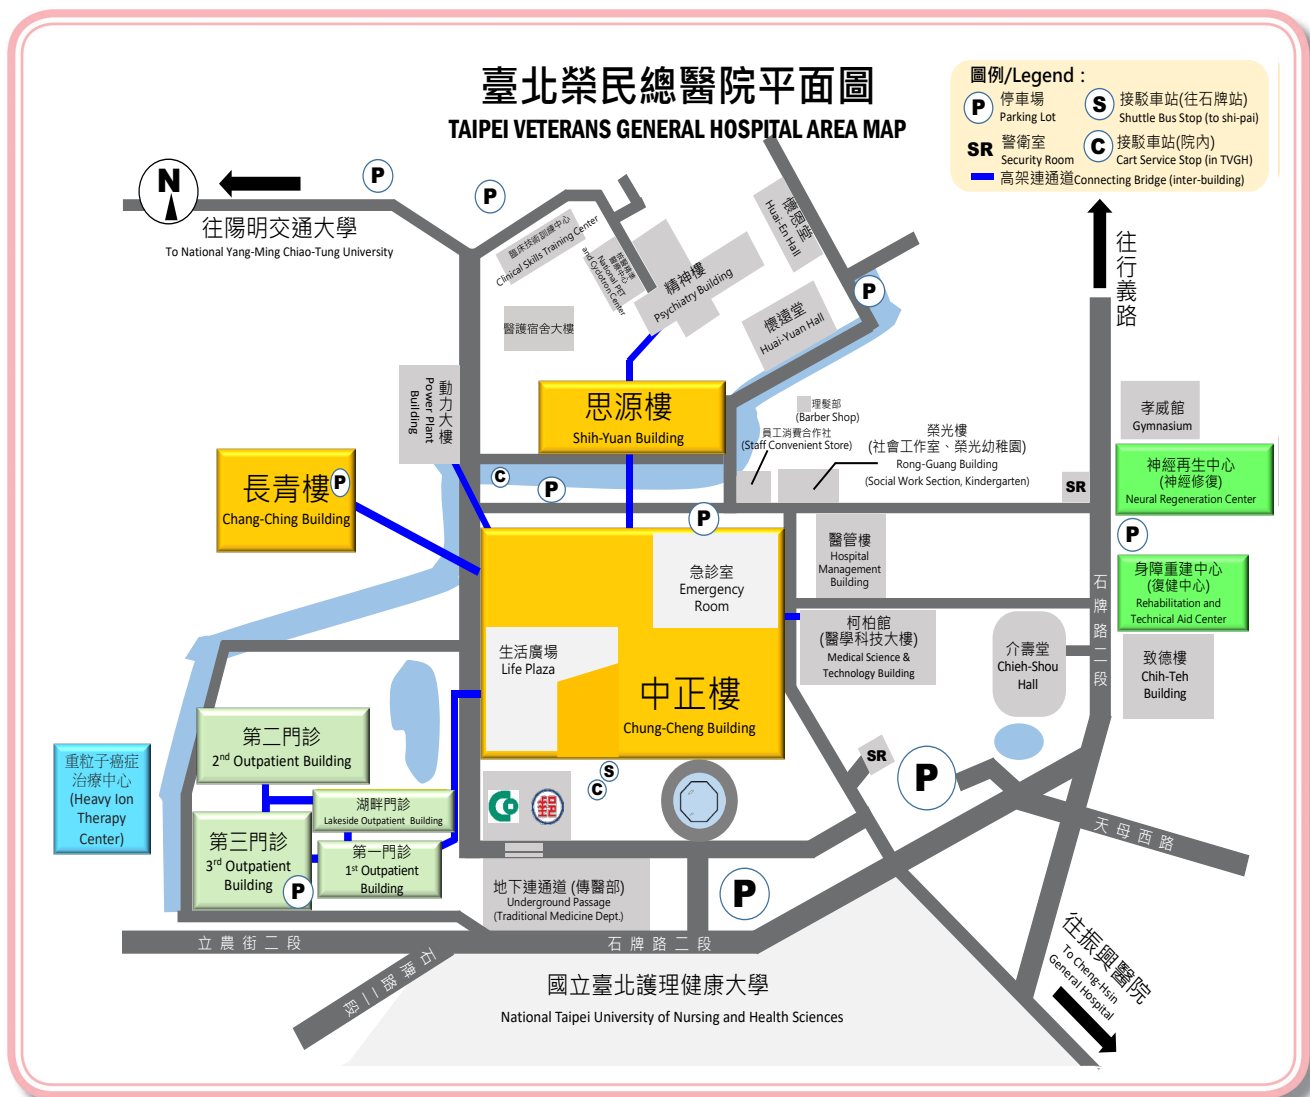 臺北榮民總醫院平面圖
TAIPEI VETERANS GENERAL HOSPITAL AREA MAP
圖例/Legend :
P
停車場
Parking Lot
S
接駁車站(往石牌站)
Shuttle Bus Stop (to shi-pai)
SR
警衛室
Security Room
C
接駁車站(院內)
Cart Service Stop (in TVGH)
高架連通道Connecting Bridge (inter-building)
N
往陽明交通大學
To National Yang-Ming Chiao-Tung University
P
P
臨床技術訓練中心
Clinical Skills Training Center
National PET
and Cyclotron Center
精神樓
Psychiatry Building
懷恩堂
Huai-En Hall
懷遠堂
Huai-Yuan Hall
P
往行義路
醫護宿舍大樓
動力大樓
Power Plant
Building
思源樓
Shih-Yuan Building
理髮部
(Barber Shop)
員工消費合作社
(Staff Convenient Store)
榮光樓
(社會工作室、榮光幼稚園)
Rong-Guang Building
(Social Work Section, Kindergarten)
孝威館
Gymnasium
神經再生中心
(神經修復)
Neural Regeneration Center
SR
長青樓
P
Chang-Ching Building
C
P
P
P
急診室
Emergency
Room
醫管樓
Hospital
Management
Building
身障重建中心
(復健中心)
Rehabilitation and
Technical Aid Center
石牌路二段
柯柏館
(醫學科技大樓)
Medical Science &
Technology Building
介壽堂
Chieh-Shou
Hall
致德樓
Chih-Teh
Building
生活廣場
Life Plaza
中正樓
Chung-Cheng Building
第二門診
2nd Outpatient Building
重粒子癌症
治療中心
(Heavy Ion
Therapy
Center)
湖畔門診
Lakeside Outpatient Building
第三門診
3rd Outpatient
Building
P
第一門診
1st Outpatient
Building
S
C
郵
SR
P
天母西路
地下連通道 (傳醫部)
Underground Passage
(Traditional Medicine Dept.)
P
立農街二段
石牌路二段
石牌路二段
往振興醫院
To Cheng-Hsin
General Hospital
國立臺北護理健康大學
National Taipei University of Nursing and Health Sciences